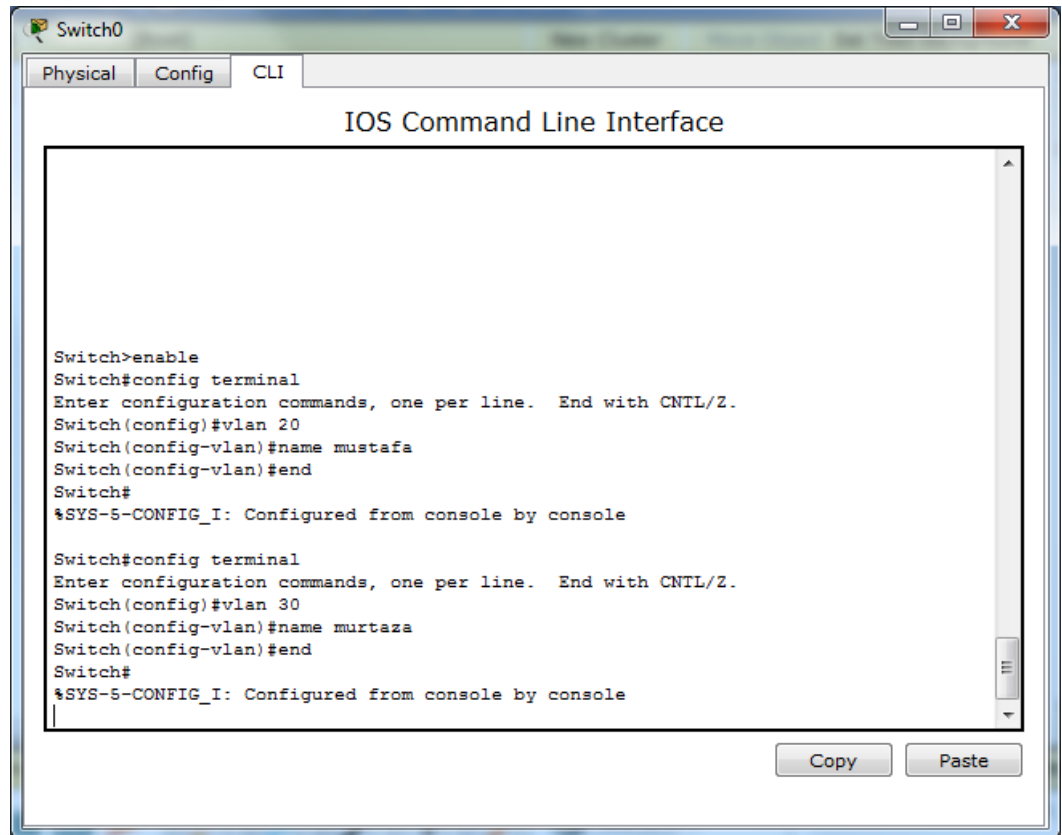 Switch0
Physical Config CLI
IOS Command Line Interface
Switch>enable
Switch#config terminal
Enter configuration commands, one per line.  End with CNTL/Z.
Switch(config)#vlan 20
Switch(config-vlan)#name mustafa
Switch(config-vlan)#end
Switch#
%SYS-5-CONFIG_I: Configured from console by console
Switch#config terminal
Enter configuration commands, one per line.  End with CNTL/Z.
Switch(config)#vlan 30
Switch(config-vlan)#name murtaza
Switch(config-vlan)#end
Switch#
%SYS-5-CONFIG_I: Configured from console by console
Copy Paste